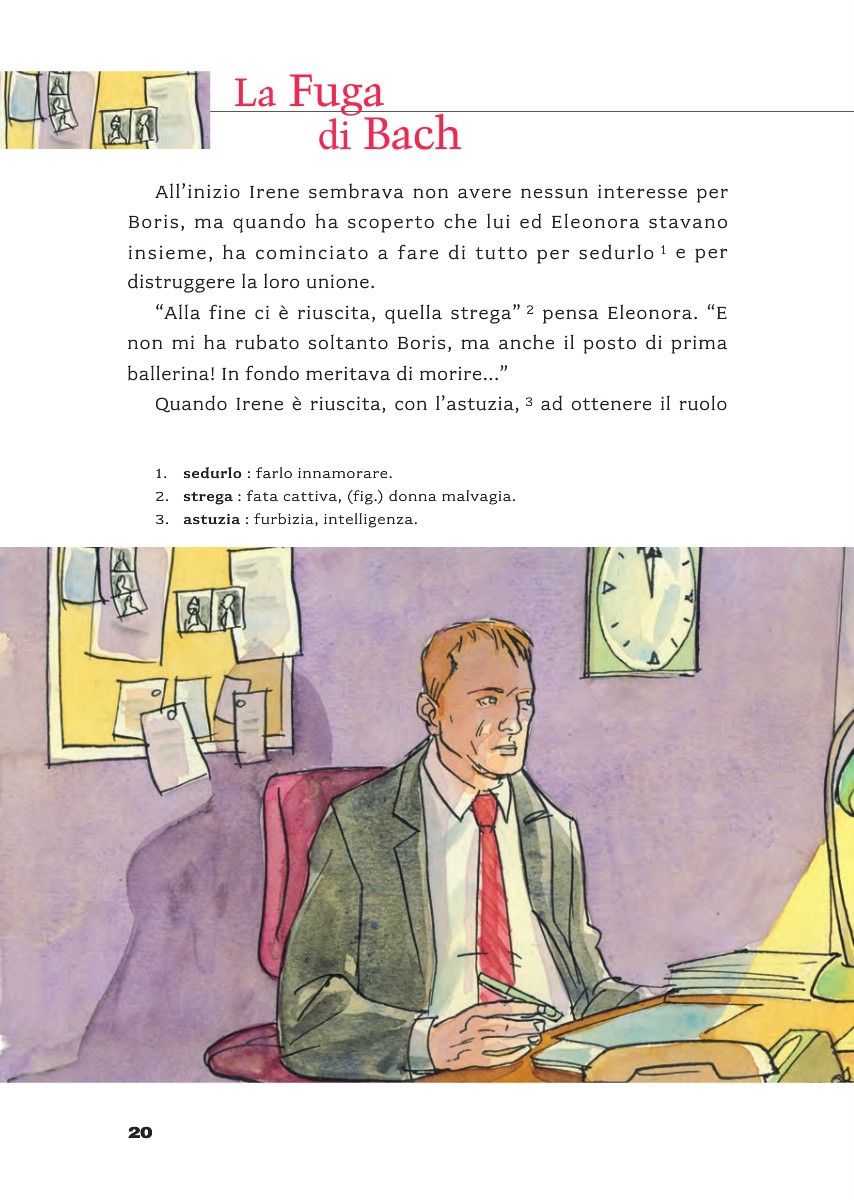 La Fuga
di Bach
All’inizio Irene sembrava non avere nessun interesse per
Boris, ma quando ha scoperto che lui ed Eleonora stavano
insieme, ha cominciato a fare di tutto per sedurlo 1 e per
distruggere la loro unione.
“Alla fine ci è riuscita, quella strega” 2 pensa Eleonora. “E
non mi ha rubato soltanto Boris, ma anche il posto di prima
ballerina! In fondo meritava di morire...”
Quando Irene è riuscita, con l’astuzia, 3 ad ottenere il ruolo
1. sedurlo : farlo innamorare.
2. strega : fata cattiva, (fig.) donna malvagia.
3. astuzia : furbizia, intelligenza.
20